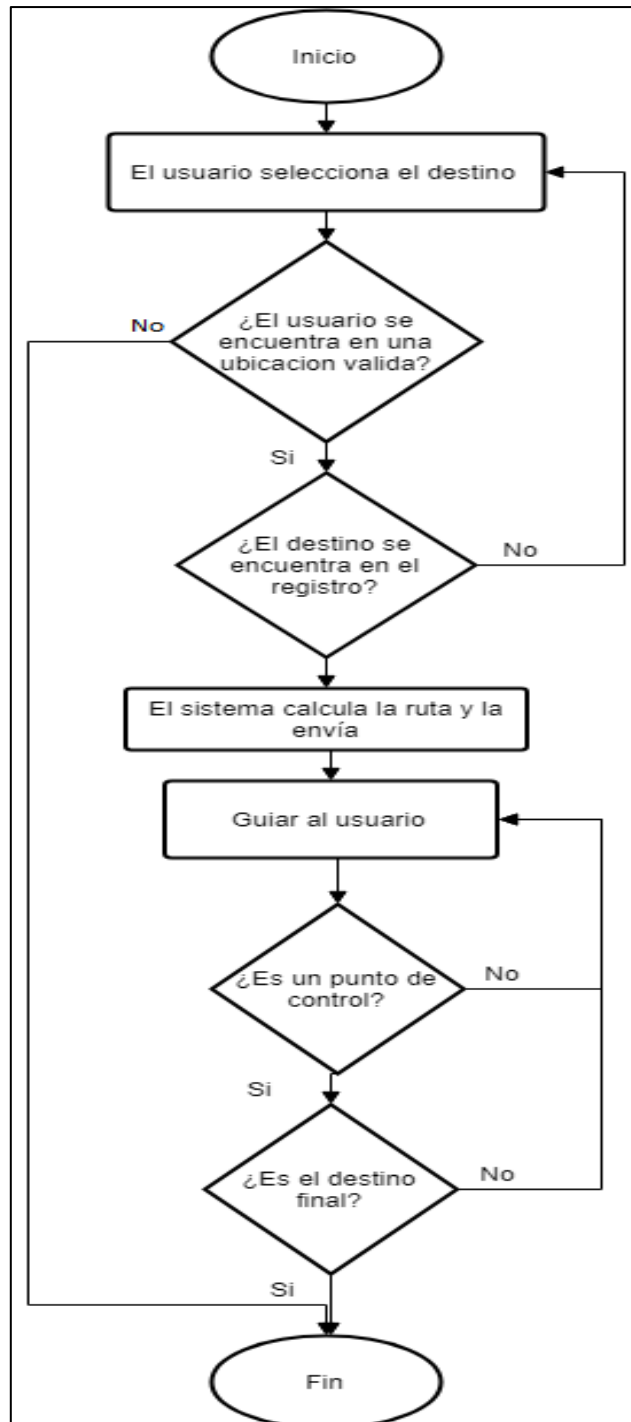 Inicio
El usuario selecciona el destino
¿El usuario se
encuentra en una
ubicacion valida?
No
Si
¿El destino se
encuentra en el
registro?
No
El sistema calcula la ruta y la
envía
Guiar al usuario
¿Es un punto de
control?
No
Si
¿Es el destino
final?
No
Si
Fin